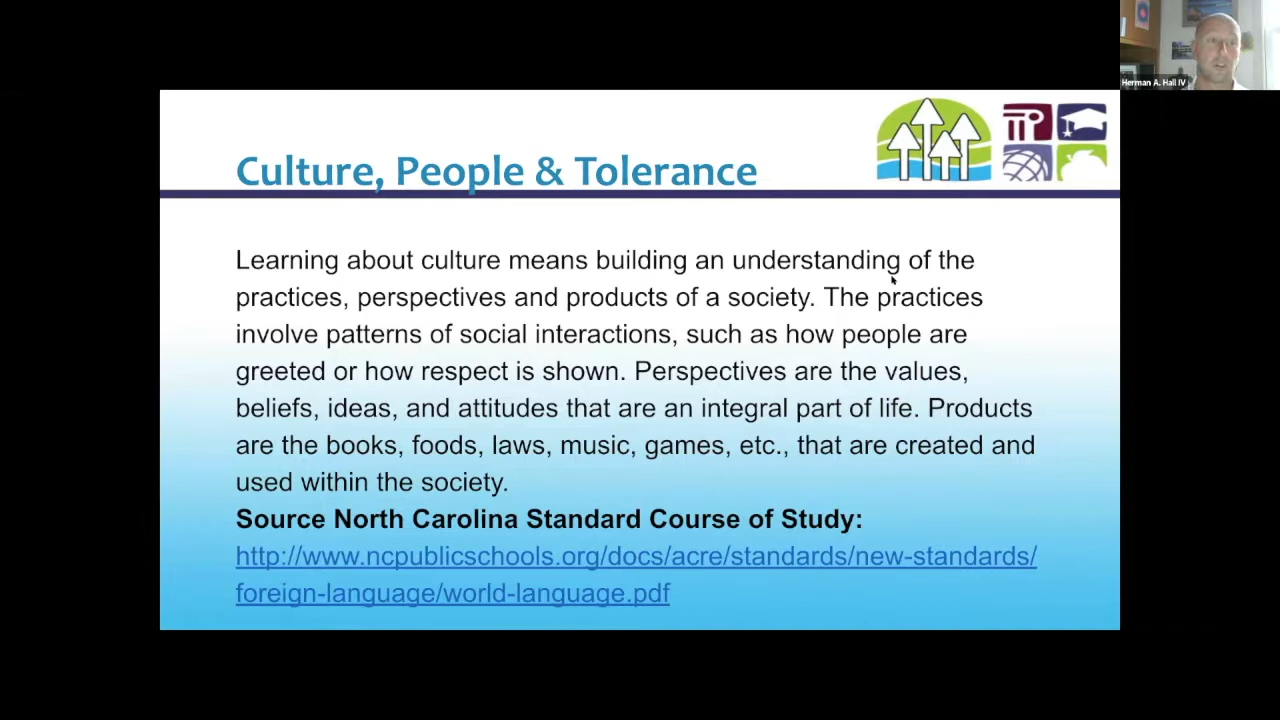 Herman A. Hall IV
Culture, People & Tolerance
Learning about culture means building an understanding of the
practices, perspectives and products of a society. The practices
involve patterns of social interactions, such as how people are
greeted or how respect is shown. Perspectives are the values,
beliefs, ideas, and attitudes that are an integral part of life. Products
are the books, foods, laws, music, games, etc., that are created and
used within the society.
Source North Carolina Standard Course of Study:
http://www.ncpublicschools.org/docs/acre/standards/new-standards/
foreign-language/world-language.pdf